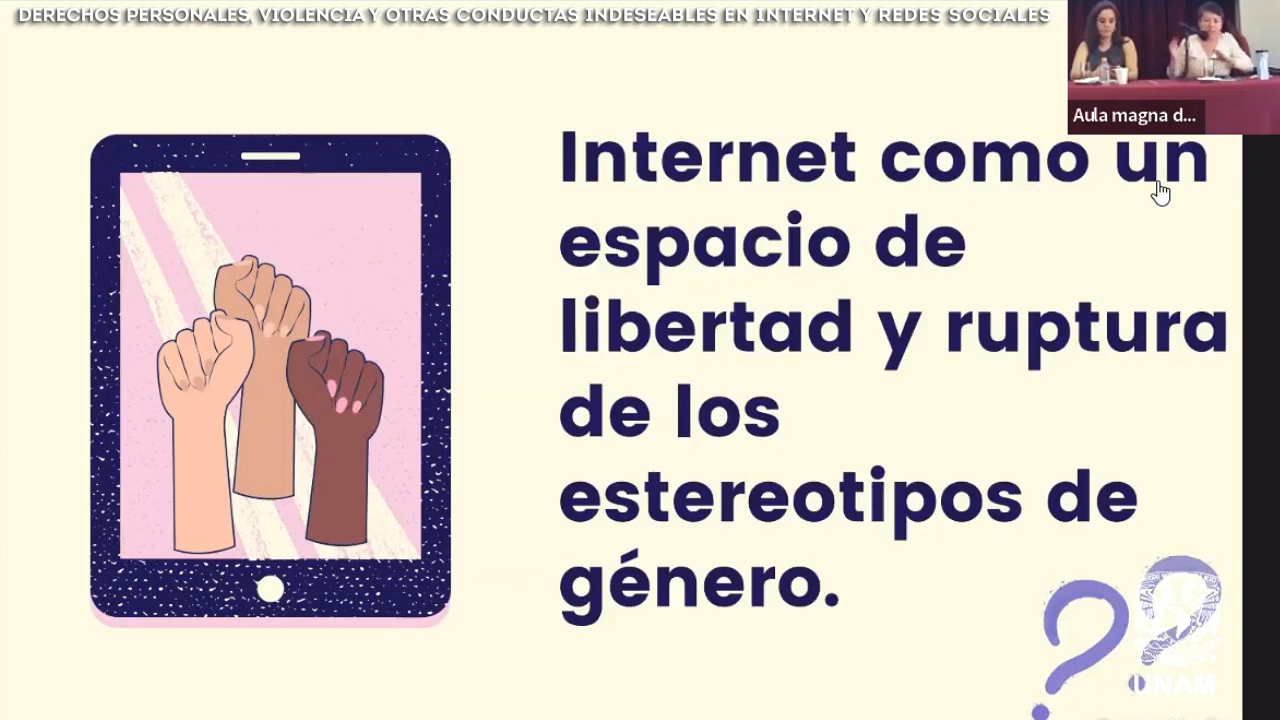 DERECHOS PERSONALES, VIOLENCIA Y OTRAS CONDUCTAS INDESEABLES EN INTERNET Y REDES SOCIALES
Aula magna d...
Internet como un
espacio de
libertad y ruptura
de los
estereotipos de
género.
??
UNAM